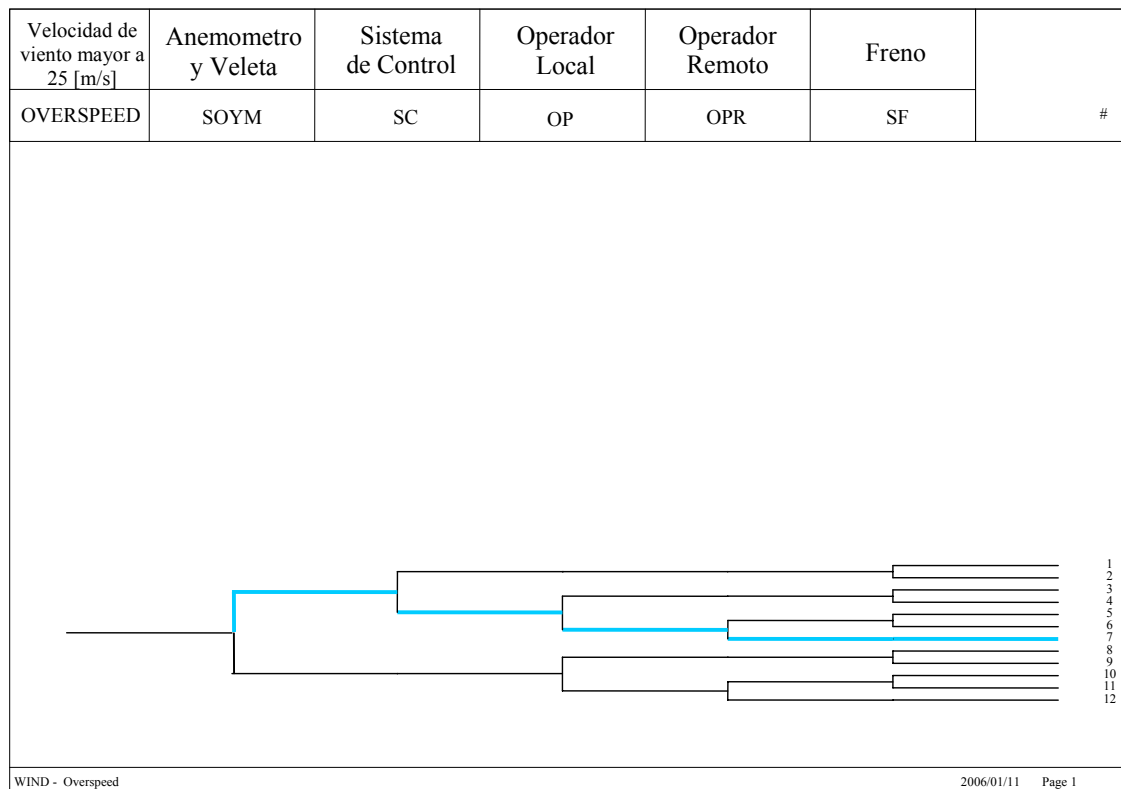 Velocidad de
viento mayor a
25 [m/s]
Anemometro
y Veleta
Sistema
de Control
Operador
Local
Operador
Remoto
Freno
OVERSPEED
SOYM
SC
OP
OPR
SF
#
1
2
3
4
5
6
7
8
9
10
11
12
WIND - Overspeed
2006/01/11 Page 1